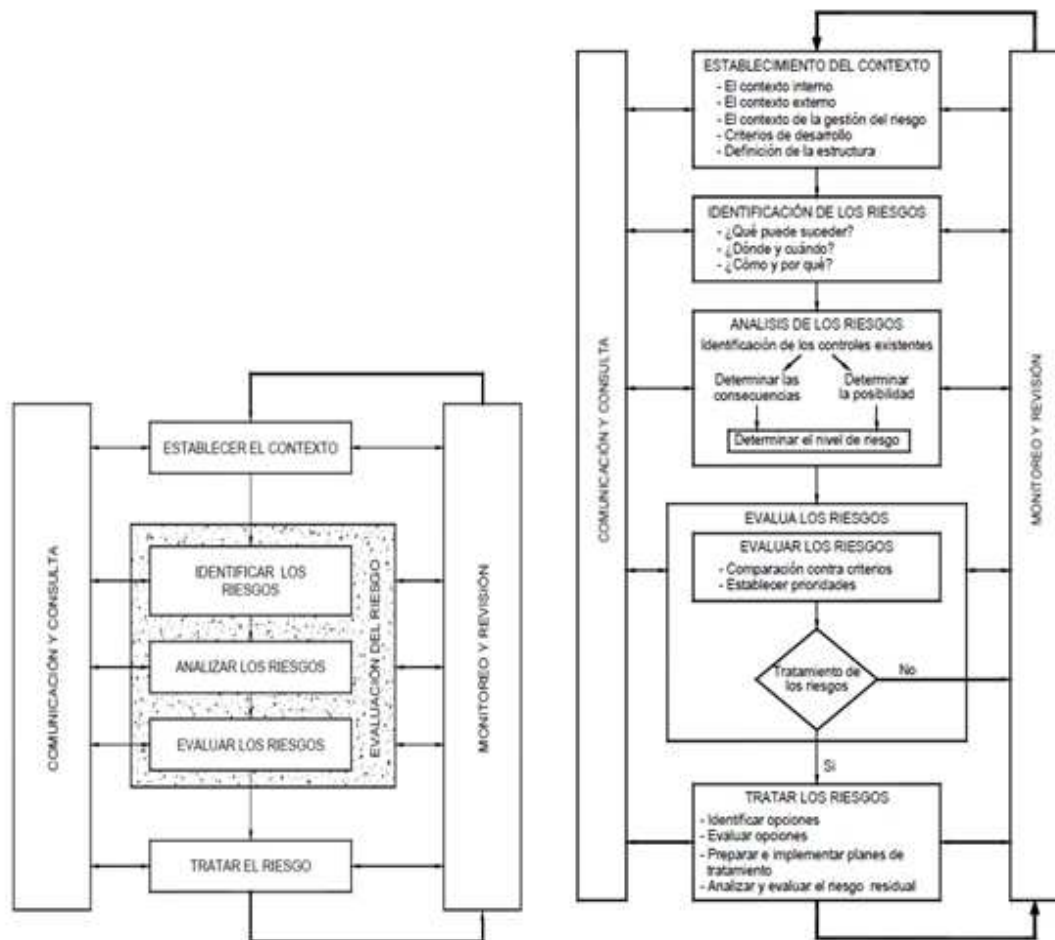 COMUNICACIÓN Y CONSULTA
ESTABLECER EL CONTEXTO
IDENTIFICAR LOS
RIESGOS
ANALIZAR LOS RIESGOS
EVALUAR LOS RIESGOS
EVALUACIÓN DEL RIESGO
TRATAR EL RIESGO
MONITOREO Y REVISIÓN
COMUNICACIÓN Y CONSULTA
ESTABLECIMIENTO DEL CONTEXTO
- El contexto interno
- El contexto externo
- El contexto de la gestión del riesgo
- Criterios de desarrollo
- Definición de la estructura
IDENTIFICACIÓN DE LOS RIESGOS
- ¿Qué puede suceder?
- ¿Dónde y cuándo?
- ¿Cómo y por qué?
ANALISIS DE LOS RIESGOS
Identificación de los controles existentes
Determinar las
consecuencias
Determinar
la posibilidad
Determinar el nivel de riesgo
EVALUA LOS RIESGOS
EVALUAR LOS RIESGOS
- Comparación contra criterios
- Establecer prioridades
Tratamiento de
los riesgos
No
Si
TRATAR LOS RIESGOS
- Identificar opciones
- Evaluar opciones
- Preparar e implementar planes de
tratamiento
- Analizar y evaluar el riesgo residual
MONITOREO Y REVISIÓN